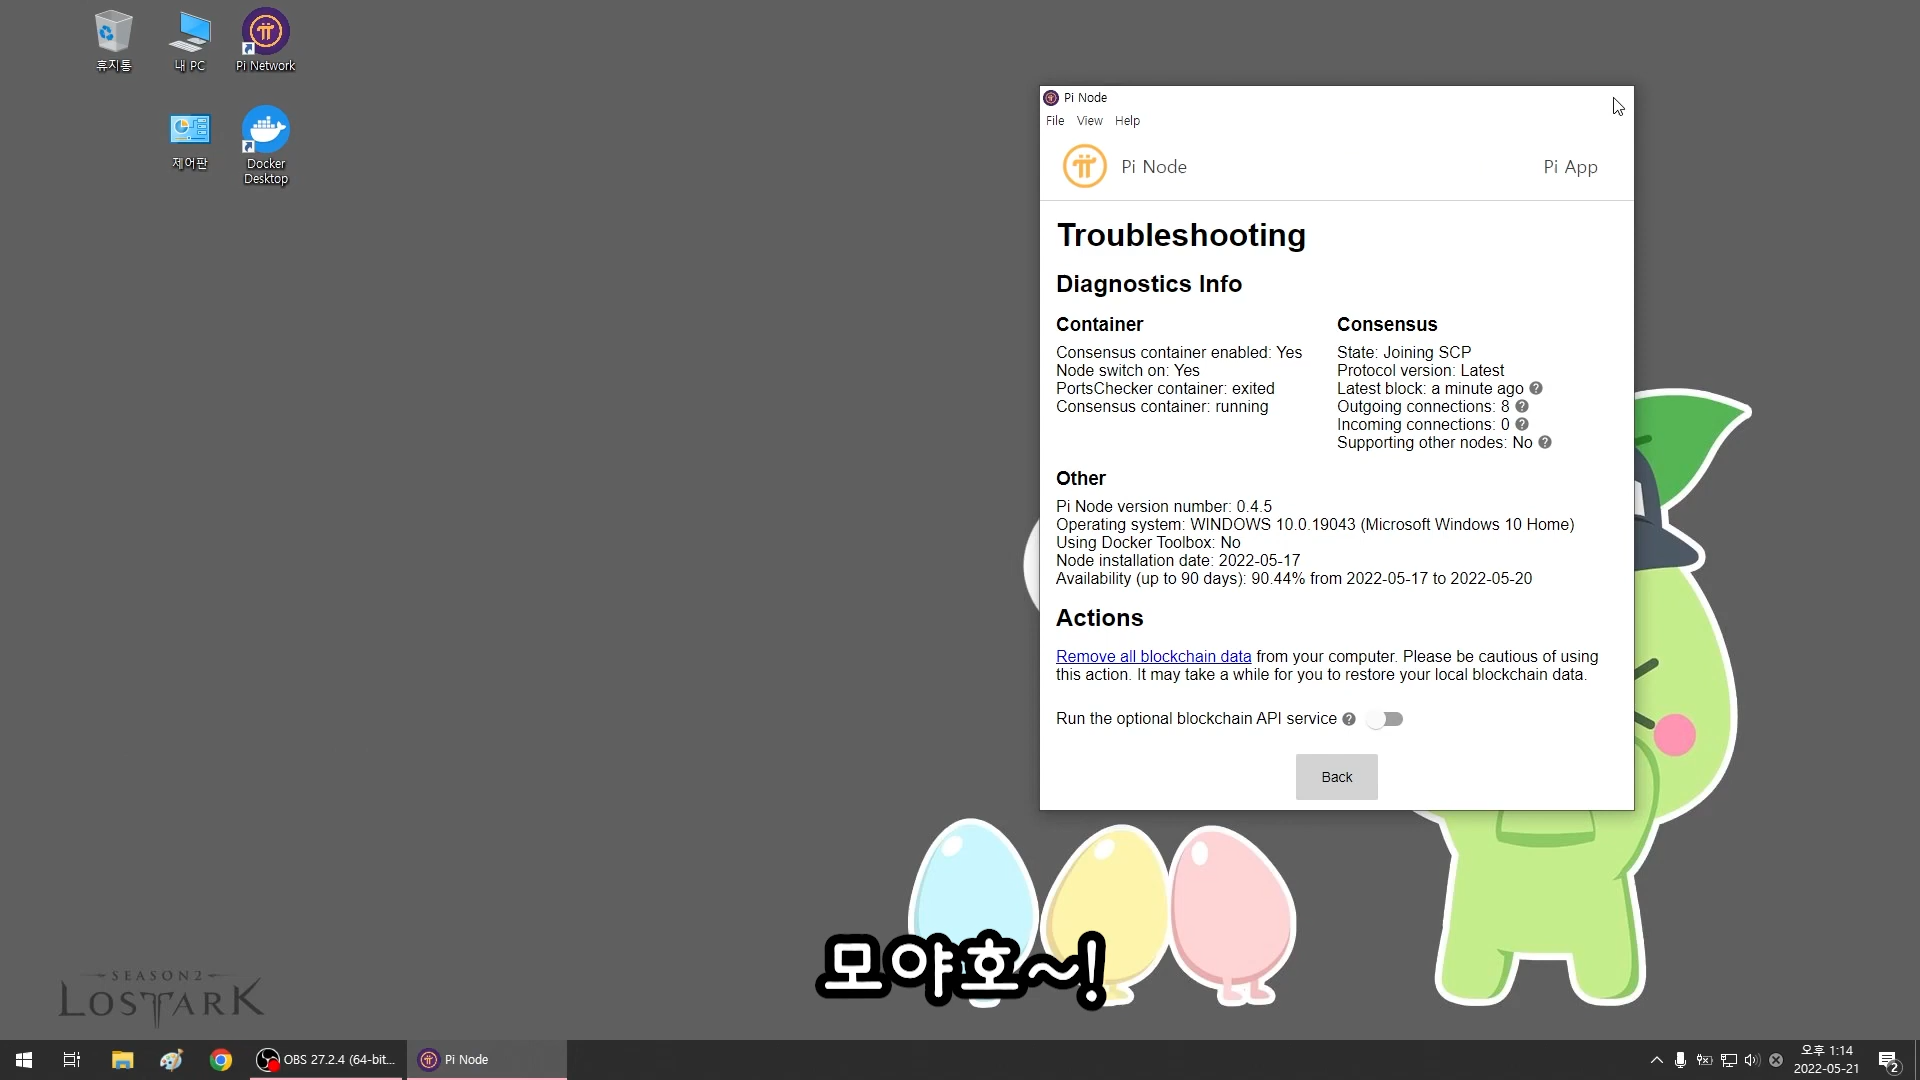 휴지통
내 PC
Pi Network
제어판
Docker
Desktop
Pi Node
File View Help
Pi Node
Pi App
Troubleshooting
Diagnostics Info
Container
Consensus container enabled: Yes
Node switch on: Yes
PortsChecker container: exited
Consensus container: running
Consensus
State: Joining SCP
Protocol version: Latest
Latest block: a minute ago ?
Outgoing connections: 8 ?
Incoming connections: 0 ?
Supporting other nodes: No ?
Other
Pi Node version number: 0.4.5
Operating system: WINDOWS 10.0.19043 (Microsoft Windows 10 Home)
Using Docker Toolbox: No
Node installation date: 2022-05-17
Availability (up to 90 days): 90.44% from 2022-05-17 to 2022-05-20
Actions
Remove all blockchain data from your computer. Please be cautious of using
this action. It may take a while for you to restore your local blockchain data.
Run the optional blockchain API service ?
Back
모야호~!
SEASON2
LOSTARK
OBS 27.2.4 (64-bit...
Pi Node
오후 1:14
2022-05-21
2